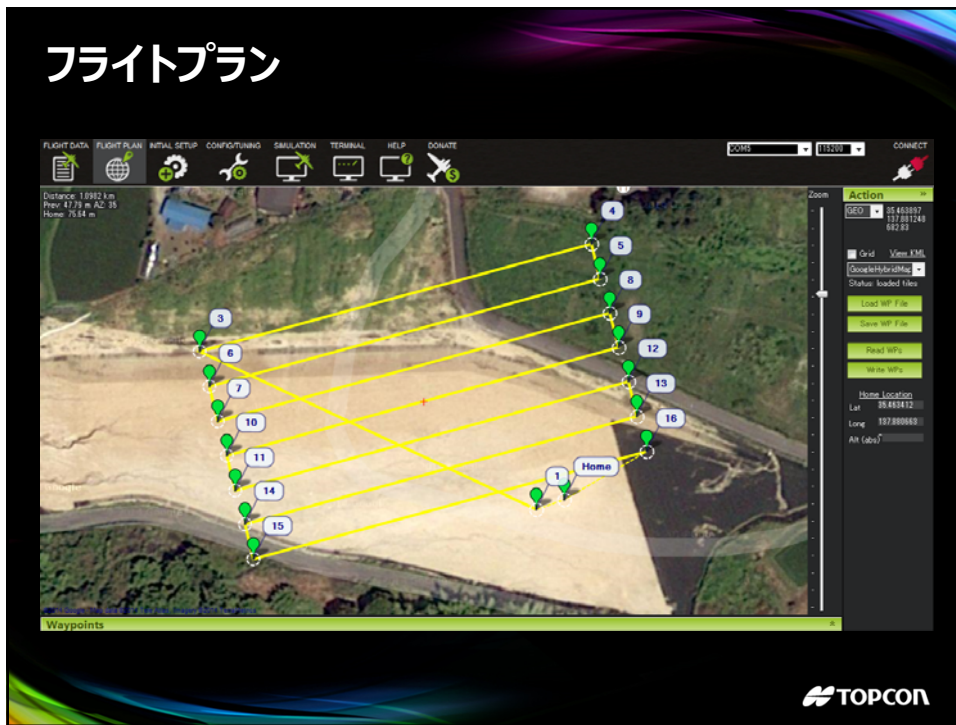 フライトプラン
FLIGHT DATA FLIGHT PLAN INITIAL SETUP CONFIG/TUNING SIMULATION TERMINAL HELP DONATE
COM5 115200 CONNECT
Distance: 1.0982 km
Prev: 47.79 m AZ: 35
Home: 75.64 m
Zoom
Action
GEO 35.463897
137.881248
682.83
Grid View KML
GoogleHybridMap
Status: loaded tiles
Load WP File
Save WP File
Read WPs
Write WPs
Home Location
Lat 35.463412
Long 137.880663
Alt (abs)
4
5
8
3
9
6
12
7
13
10
16
11
Home
1
14
15
Waypoints
TOPCON